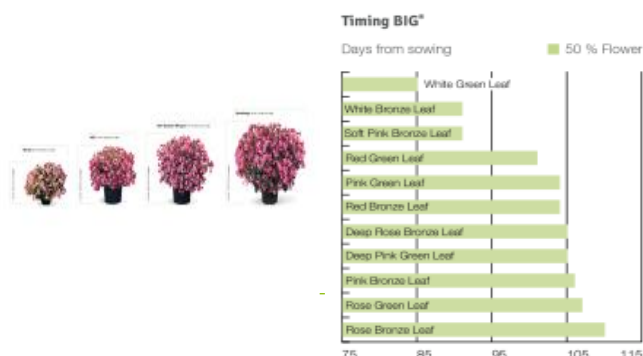 Timing BIG®
Days from sowing
50 % Flower
White Green Leaf
White Bronze Leaf
Soft Pink Bronze Leaf
Red Green Leaf
Pink Green Leaf
Red Bronze Leaf
Deep Rose Bronze Leaf
Deep Pink Green Leaf
Pink Bronze Leaf
Rose Green Leaf
Rose Bronze Leaf
75 85 95 105 115